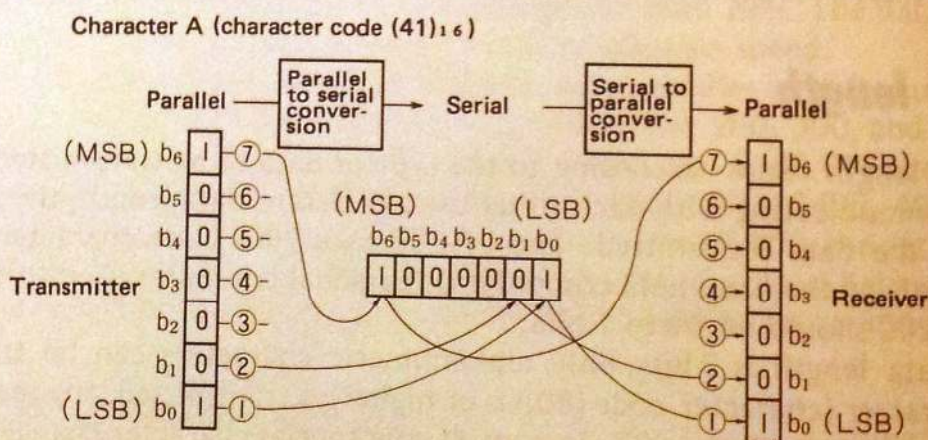 Character A (character code (41)₁₆)
Parallel
Parallel
to serial
conver-
sion
Serial
Serial to
parallel
conver-
sion
Parallel
Transmitter
(MSB) b₆ 1 ⑦
b₅ 0 ⑥
b₄ 0 ⑤
b₃ 0 ④
b₂ 0 ③
b₁ 0 ②
(LSB) b₀ 1 ①
(MSB) (LSB)
b₆ b₅ b₄ b₃ b₂ b₁ b₀
1 0 0 0 0 0 1
⑦ 1 b₆ (MSB)
⑥ 0 b₅
⑤ 0 b₄
④ 0 b₃
③ 0 b₂
② 0 b₁
① 1 b₀ (LSB)
Receiver